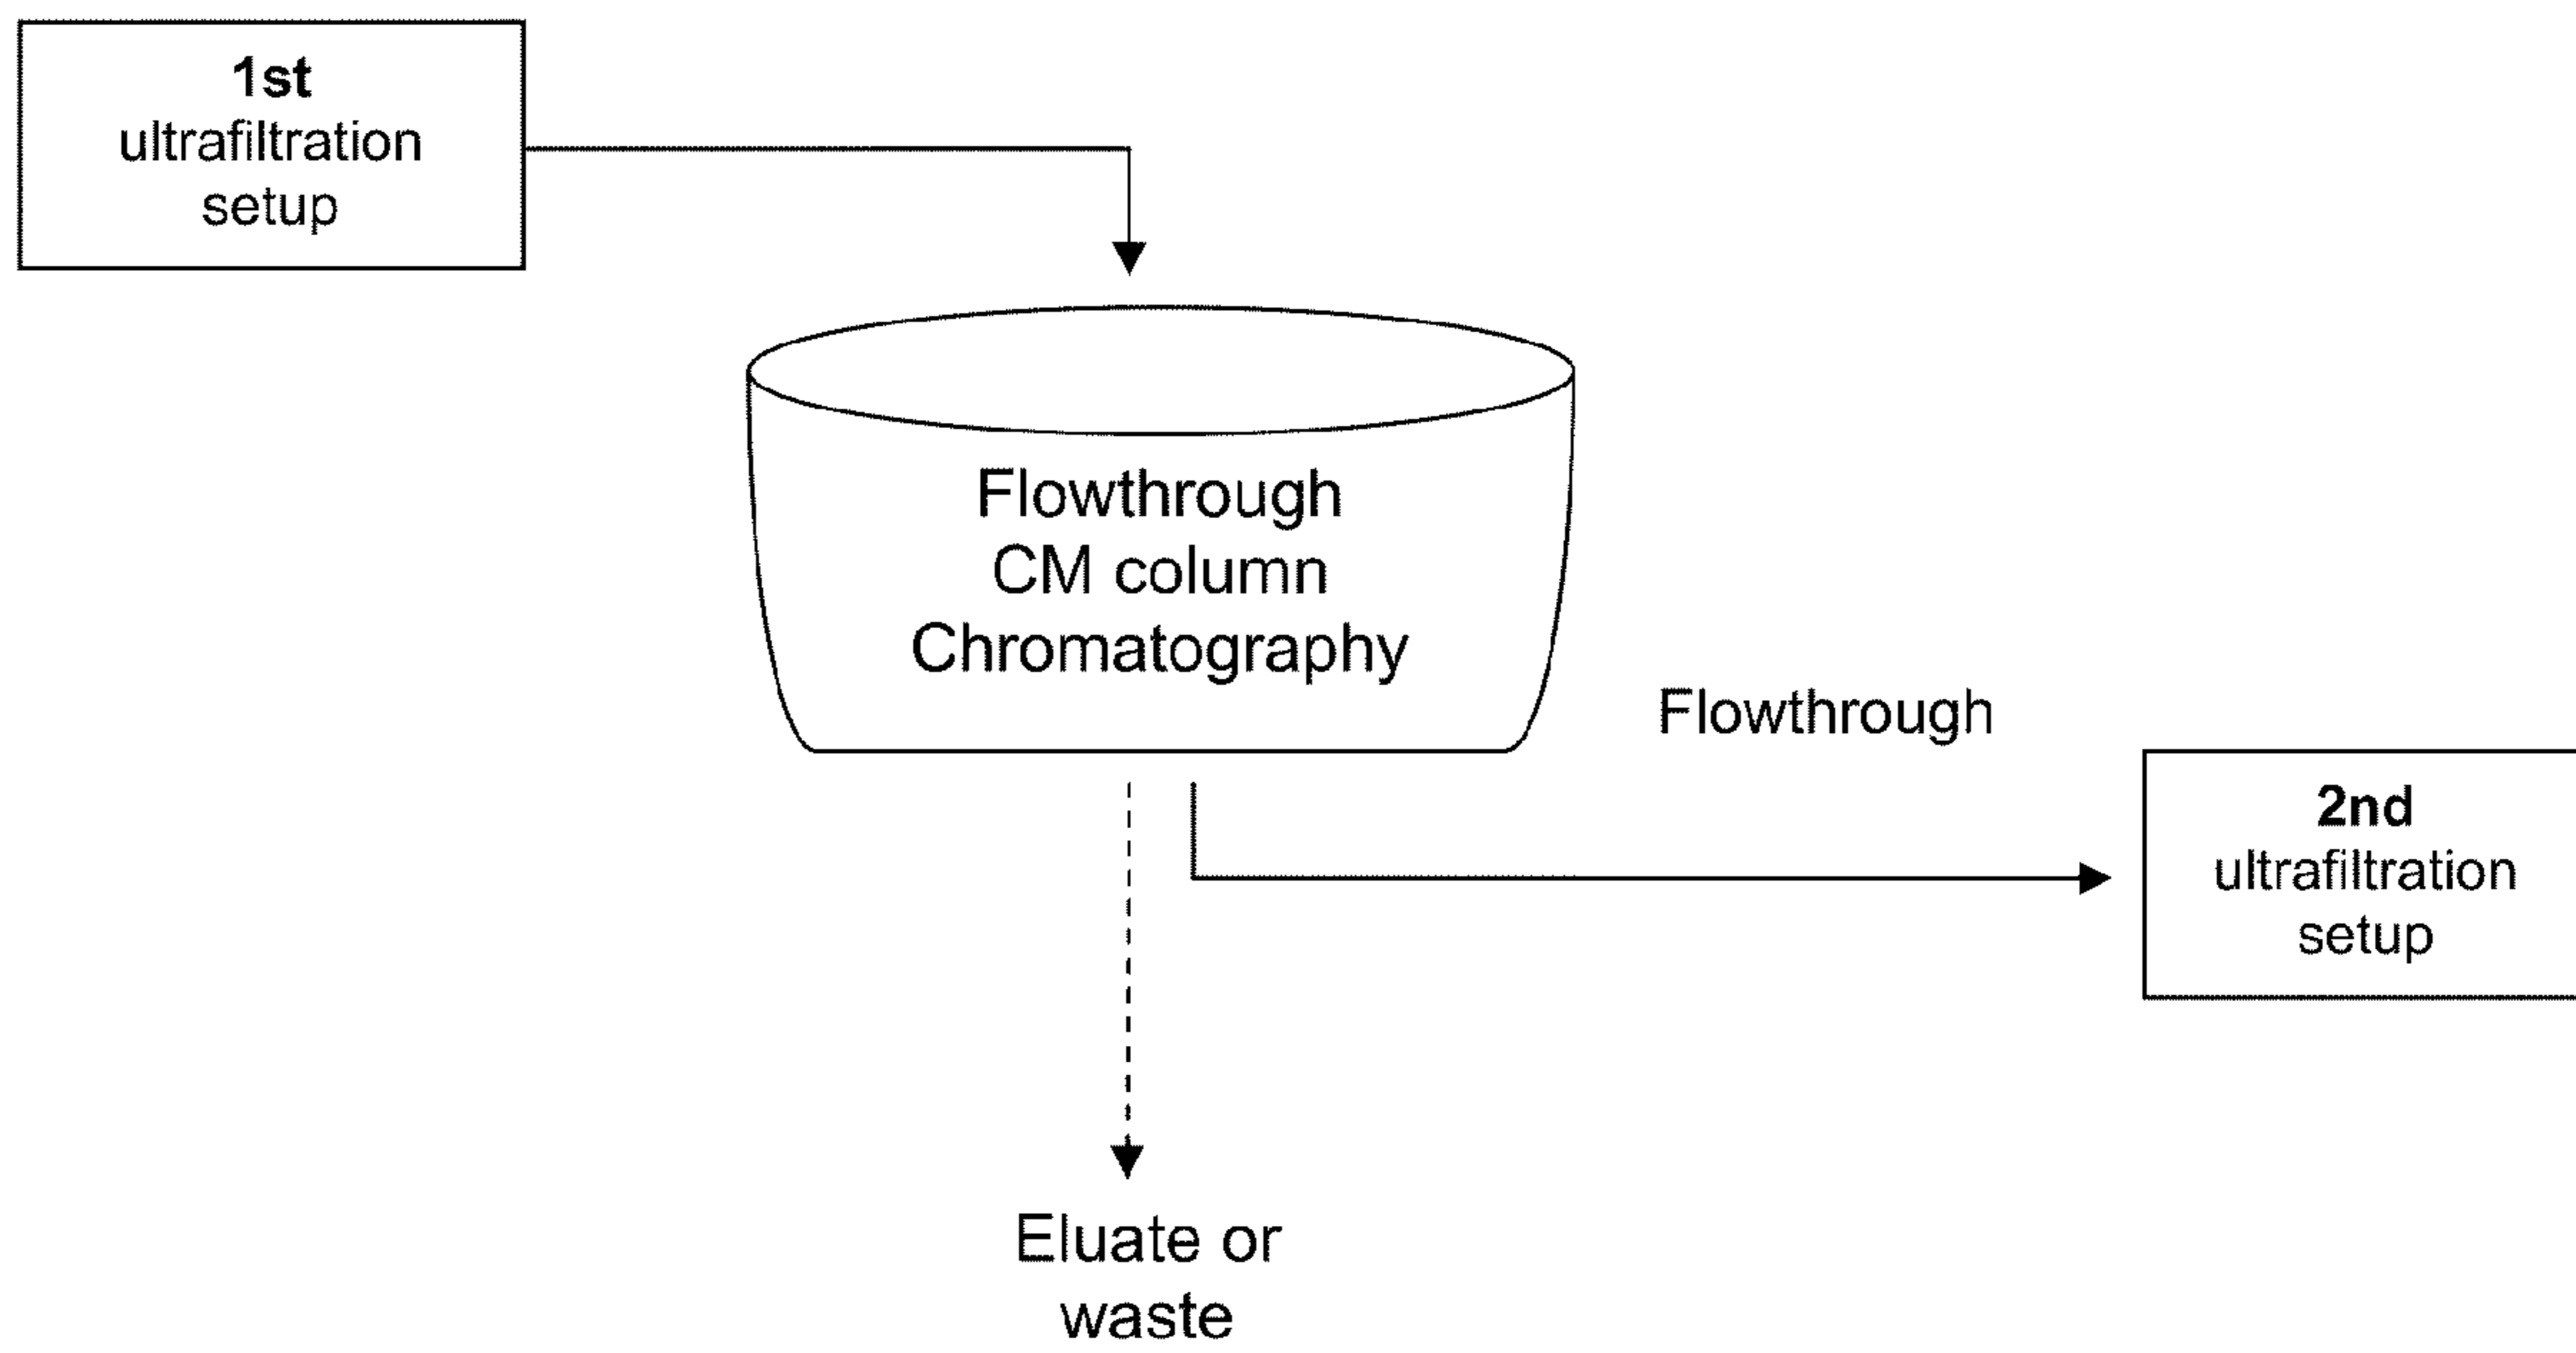 1st
ultrafiltration
setup
Flowthrough
CM column
Chromatography
Flowthrough
2nd
ultrafiltration
setup
Eluate or
waste